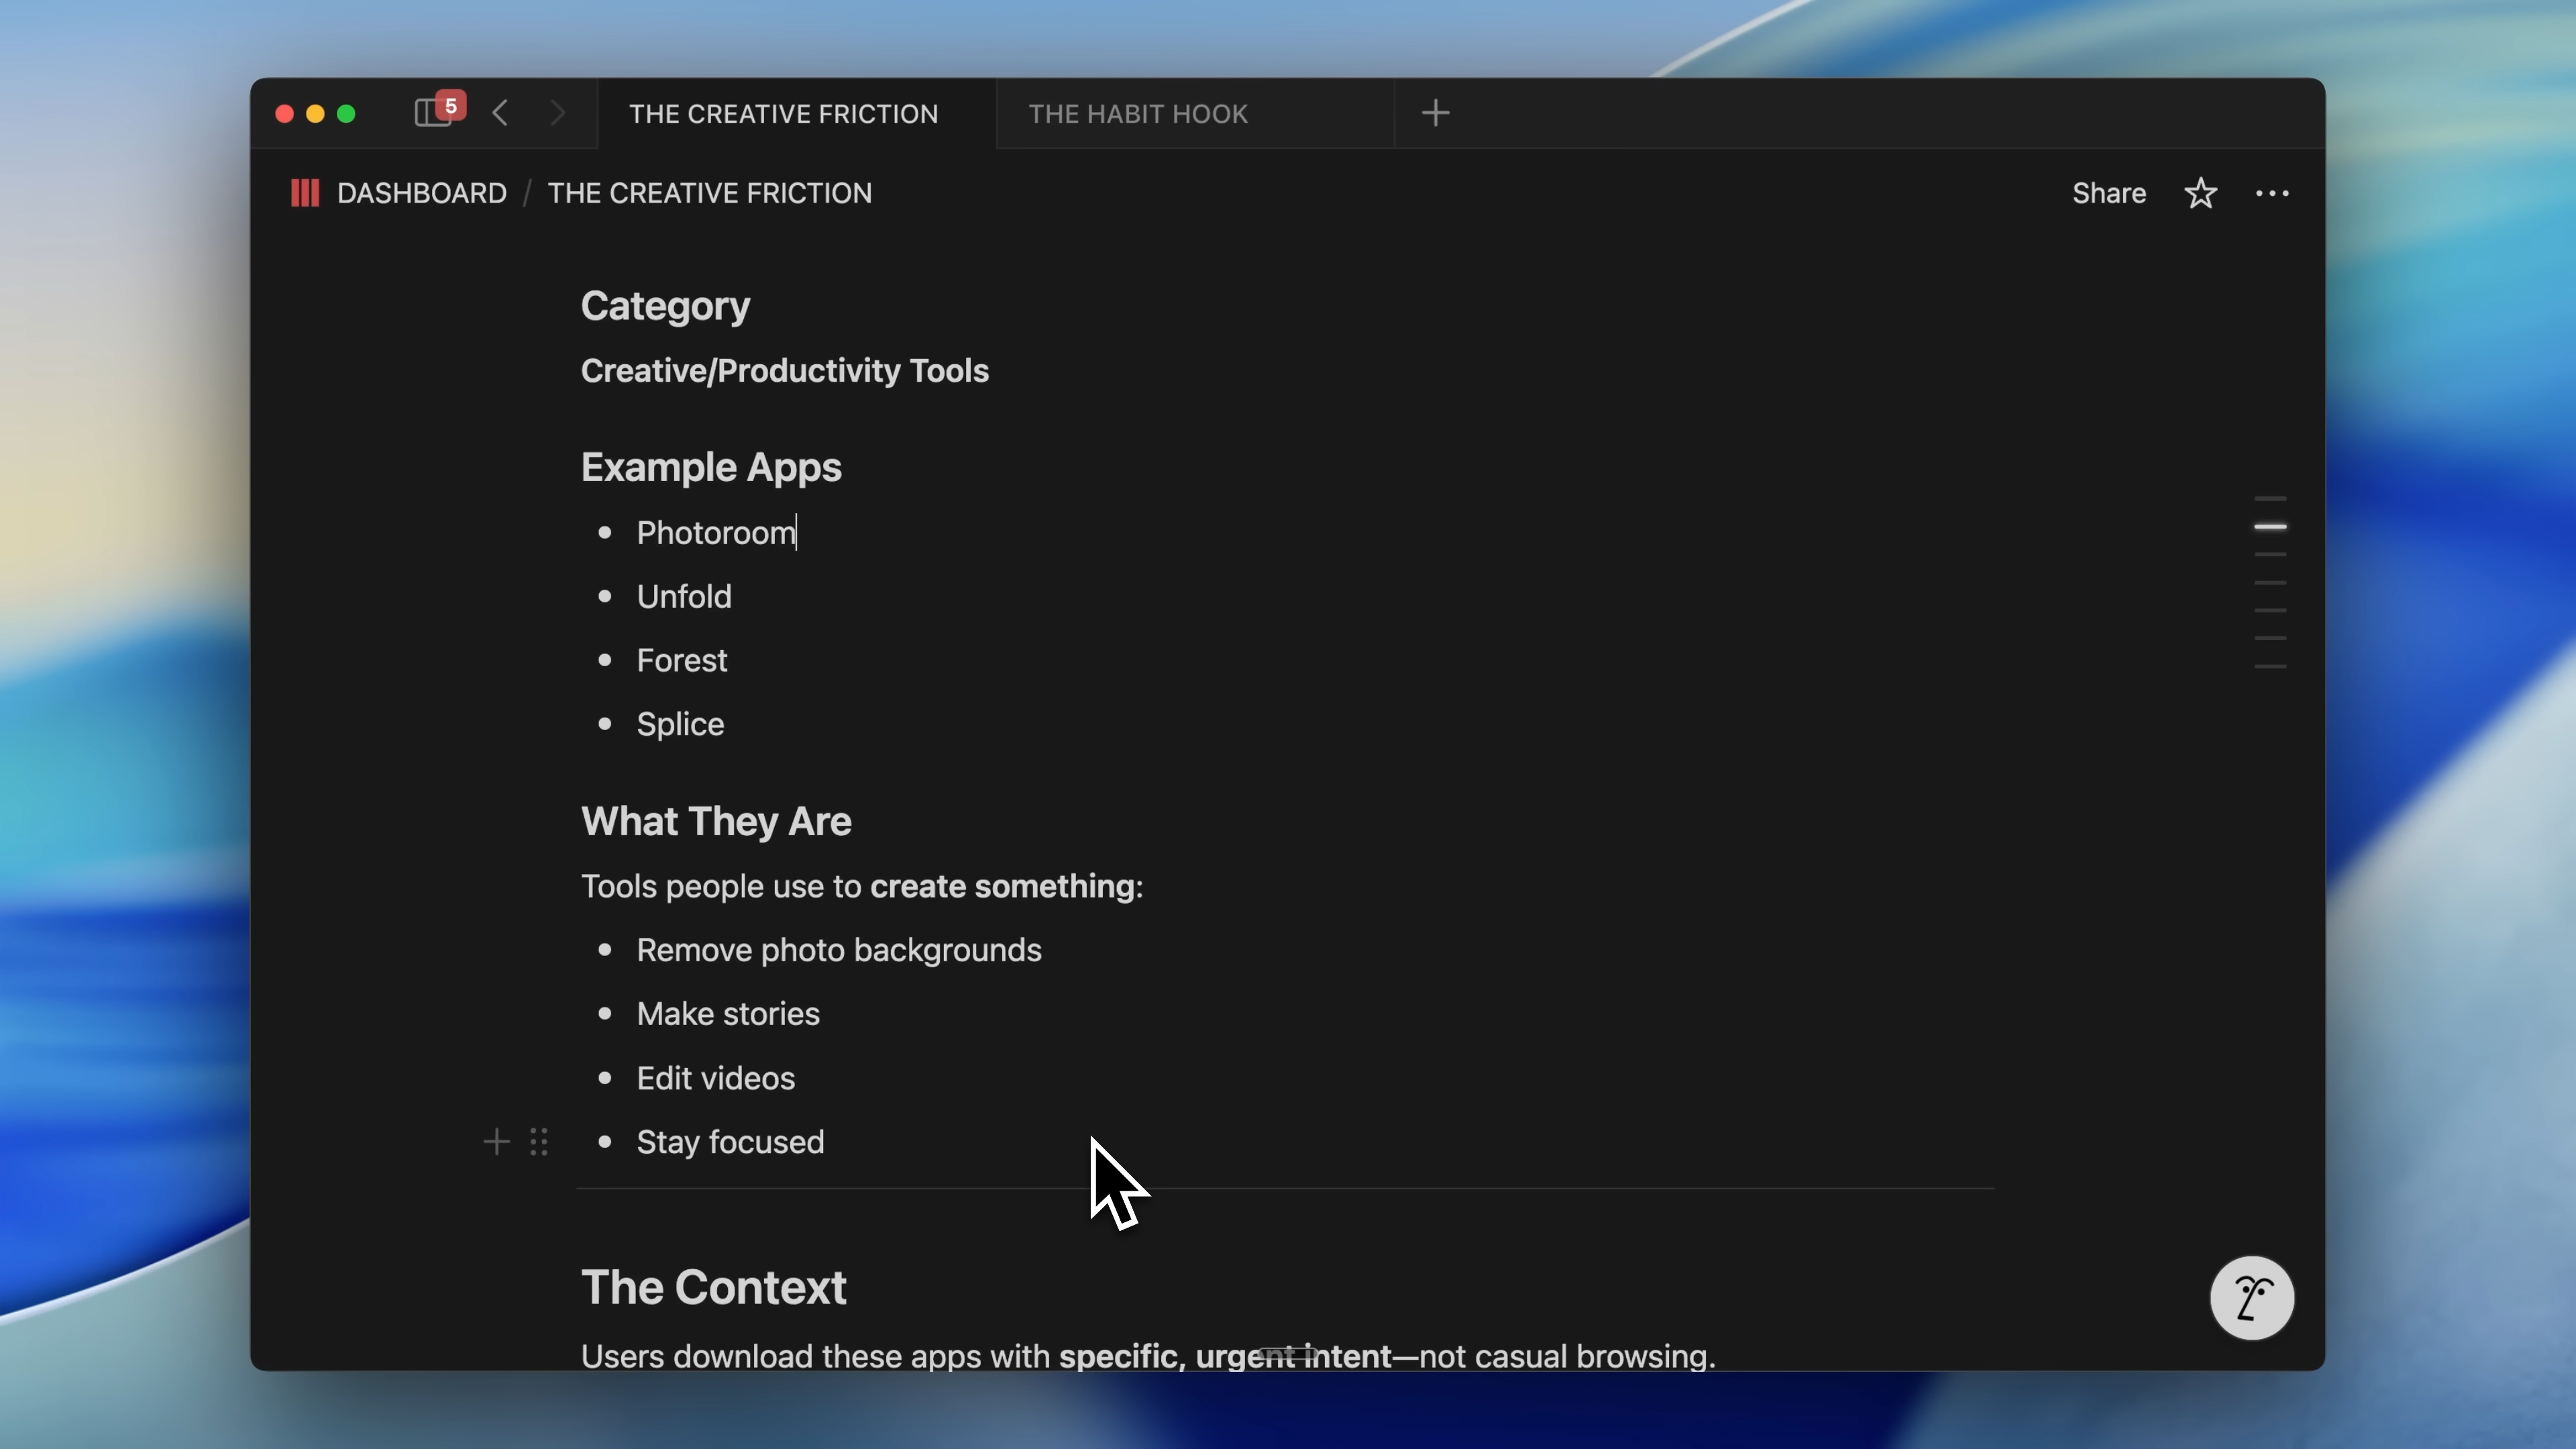 5
THE CREATIVE FRICTION
THE HABIT HOOK
DASHBOARD / THE CREATIVE FRICTION
Share
Category
Creative/Productivity Tools
Example Apps
• Photoroom
• Unfold
• Forest
• Splice
What They Are
Tools people use to create something:
• Remove photo backgrounds
• Make stories
• Edit videos
• Stay focused
The Context
Users download these apps with specific, urgent intent—not casual browsing.